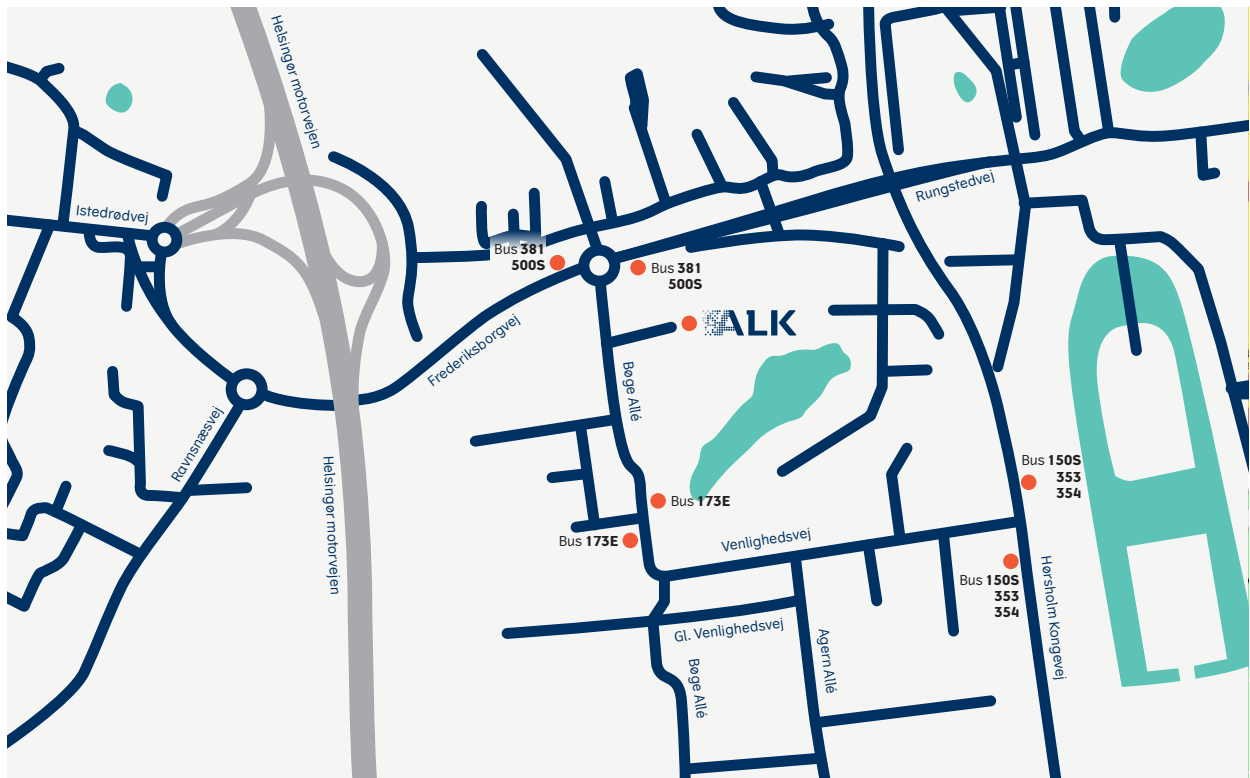 Helsingør motorvejen
Istedrødvej
Rungstedvej
Bus 381
500S
Bus 381
500S
ALK
Frederiksborgvej
Bøge Allé
Ravnsnæsvej
Helsingør motorvejen
Bus 150S
353
354
Bus 173E
Bus 173E
Venlighedsvej
Bus 150S
353
354
Hørsholm Kongevej
Gl. Venlighedsvej
Agern Allé
Bøge Allé